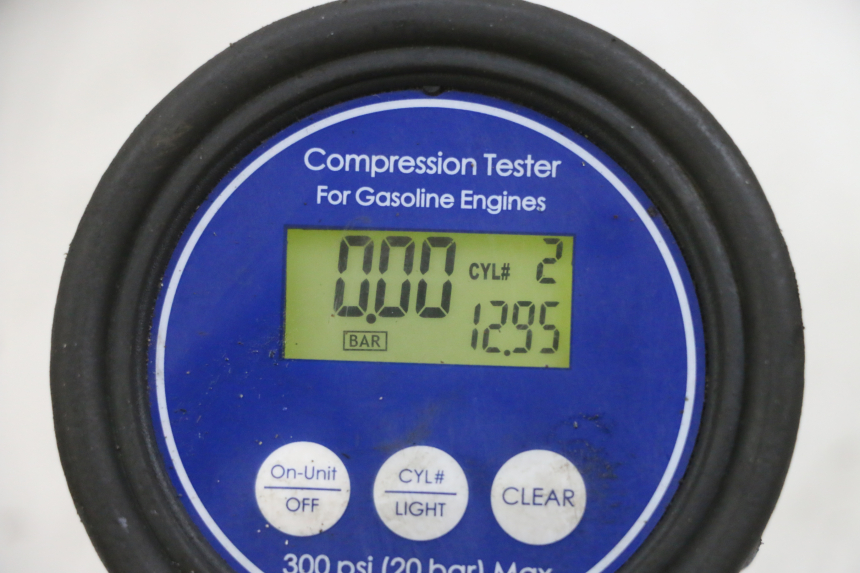 Compression Tester
For Gasoline Engines
0.00 CYL# 2
BAR 12.95
On-Unit
OFF
CYL#
LIGHT
CLEAR
300 psi (20 bar) Max